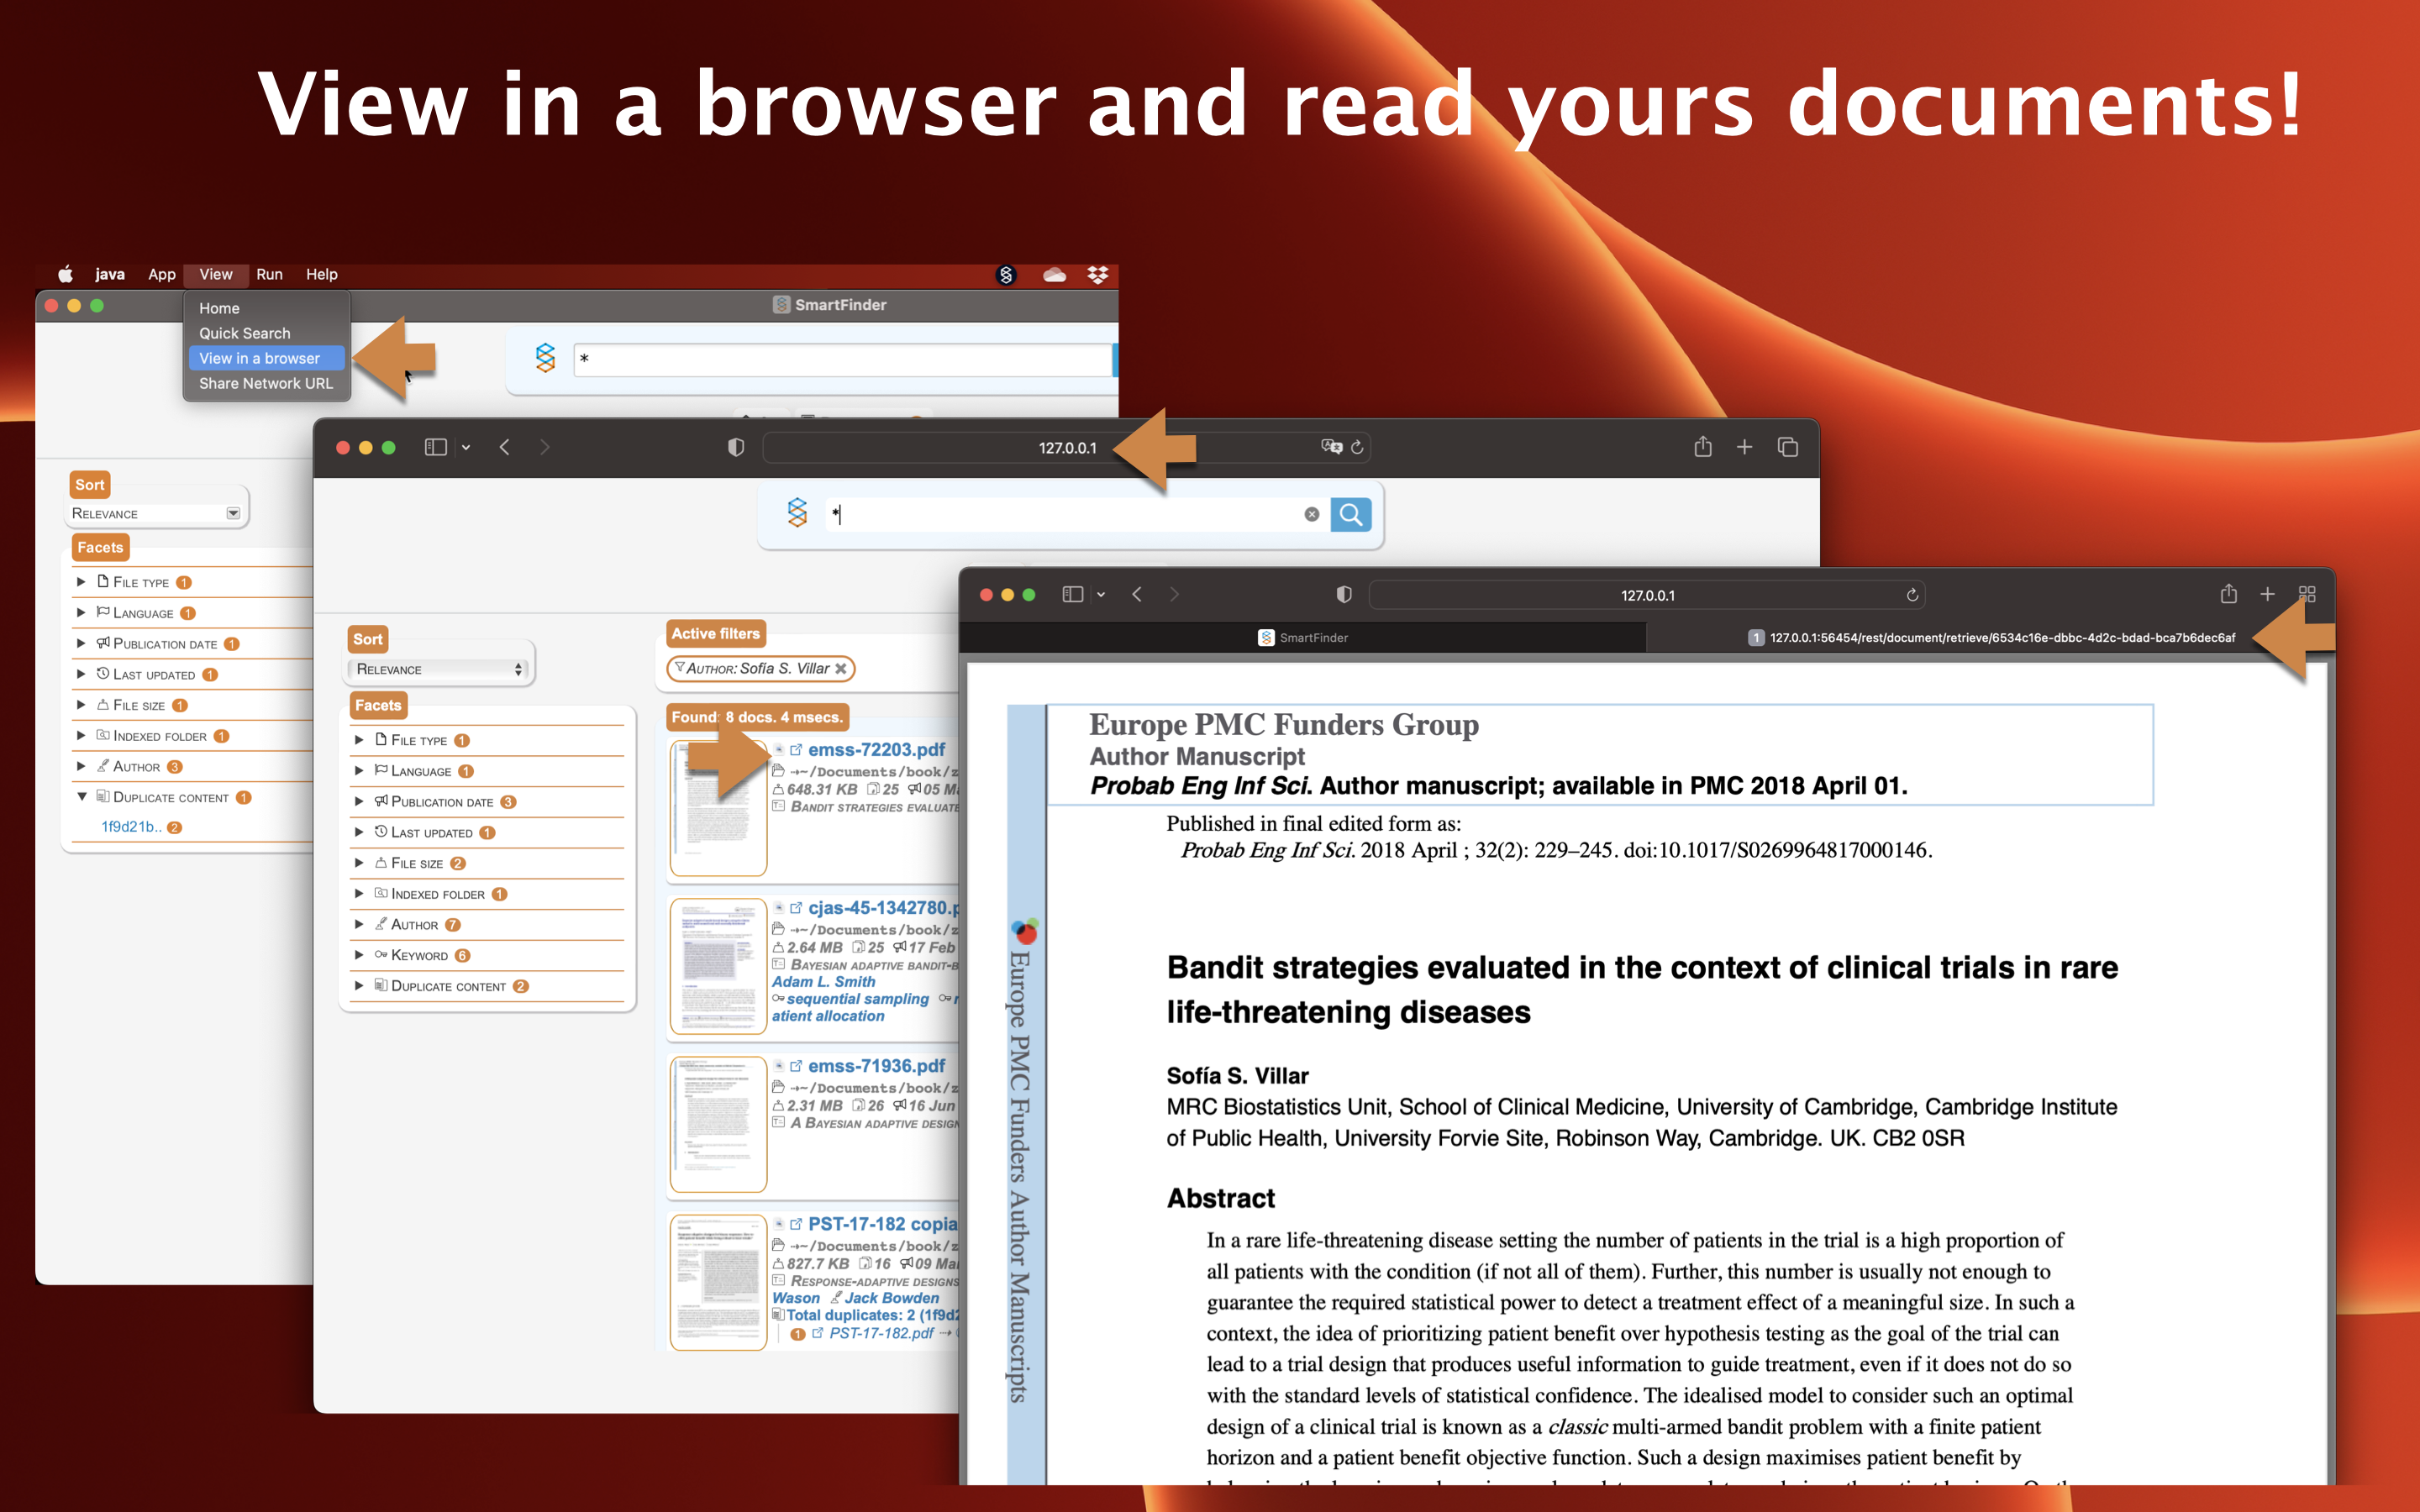 View in a browser and read yours documents!
java App View Run Help
SmartFinder
Home
Quick Search
View in a browser
Share Network URL
*
Sort
RELEVANCE
Facets
FILE TYPE 1
LANGUAGE 1
PUBLICATION DATE 1
LAST UPDATED 1
FILE SIZE 1
INDEXED FOLDER 1
AUTHOR 3
DUPLICATE CONTENT 1
1f9d21b.. 2
127.0.0.1
*
Sort
RELEVANCE
Facets
FILE TYPE 1
LANGUAGE 1
PUBLICATION DATE 3
LAST UPDATED 1
FILE SIZE 2
INDEXED FOLDER 1
AUTHOR 7
KEYWORD 6
DUPLICATE CONTENT 2
Active filters
AUTHOR: Sofía S. Villar
Found: 8 docs. 4 msecs.
emss-72203.pdf
~/Documents/book/z
648.31 KB 25 05
BANDIT STRATEGIES EVALUATE
cjas-45-1342780.p
~/Documents/book/z
2.64 MB 25 17 Feb
BAYESIAN ADAPTIVE BANDIT-B
Adam L. Smith
sequential sampling
atient allocation
emss-71936.pdf
~/Documents/book/z
2.31 MB 26 16 Jun
A BAYESIAN ADAPTIVE DESIGN
PST-17-182 copia
~/Documents/book/z
827.7 KB 16 09 Ma
RESPONSE-ADAPTIVE DESIGNS
Wason Jack Bowden
Total duplicates: 2 (1f9d2
1 PST-17-182.pdf
127.0.0.1
SmartFinder
1 127.0.0.1:56454/rest/document/retrieve/6534c16e-dbbc-4d2c-bdad-bca7b6dec6af
Europe PMC Funders Group
Author Manuscript
Probab Eng Inf Sci. Author manuscript; available in PMC 2018 April 01.
Published in final edited form as:
Probab Eng Inf Sci. 2018 April ; 32(2): 229–245. doi:10.1017/S0269964817000146.
Europe PMC Funders Author Manuscripts
Bandit strategies evaluated in the context of clinical trials in rare
life-threatening diseases
Sofía S. Villar
MRC Biostatistics Unit, School of Clinical Medicine, University of Cambridge, Cambridge Institute
of Public Health, University Forvie Site, Robinson Way, Cambridge. UK. CB2 0SR
Abstract
In a rare life-threatening disease setting the number of patients in the trial is a high proportion of
all patients with the condition (if not all of them). Further, this number is usually not enough to
guarantee the required statistical power to detect a treatment effect of a meaningful size. In such a
context, the idea of prioritizing patient benefit over hypothesis testing as the goal of the trial can
lead to a trial design that produces useful information to guide treatment, even if it does not do so
with the standard levels of statistical confidence. The idealised model to consider such an optimal
design of a clinical trial is known as a classic multi-armed bandit problem with a finite patient
horizon and a patient benefit objective function. Such a design maximises patient benefit by